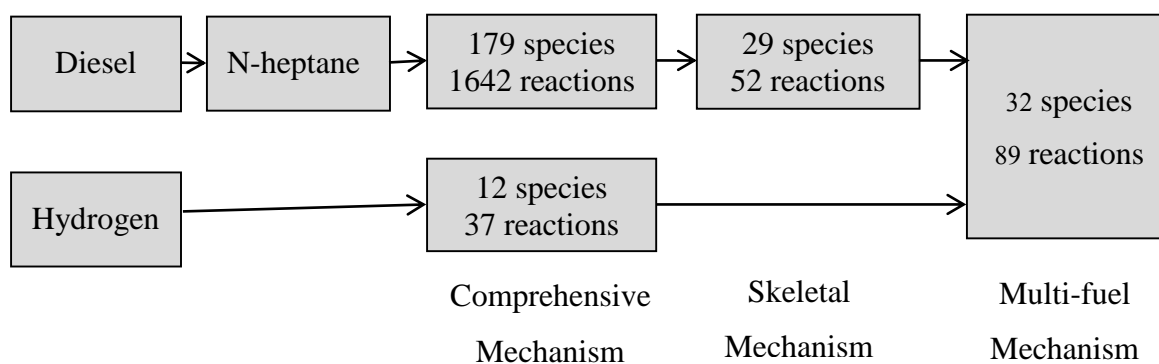 Diesel
N-heptane
179 species
1642 reactions
29 species
52 reactions
32 species
89 reactions
Hydrogen
12 species
37 reactions
Comprehensive
Mechanism
Skeletal
Mechanism
Multi-fuel
Mechanism